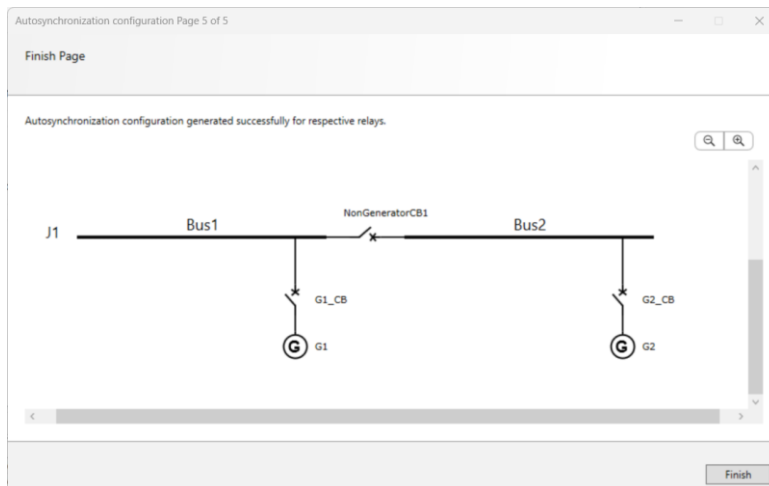 Autosynchronization configuration Page 5 of 5
Finish Page
Autosynchronization configuration generated successfully for respective relays.
NonGeneratorCB1
J1 Bus1 Bus2
G1_CB G2_CB
G G1 G G2
Finish